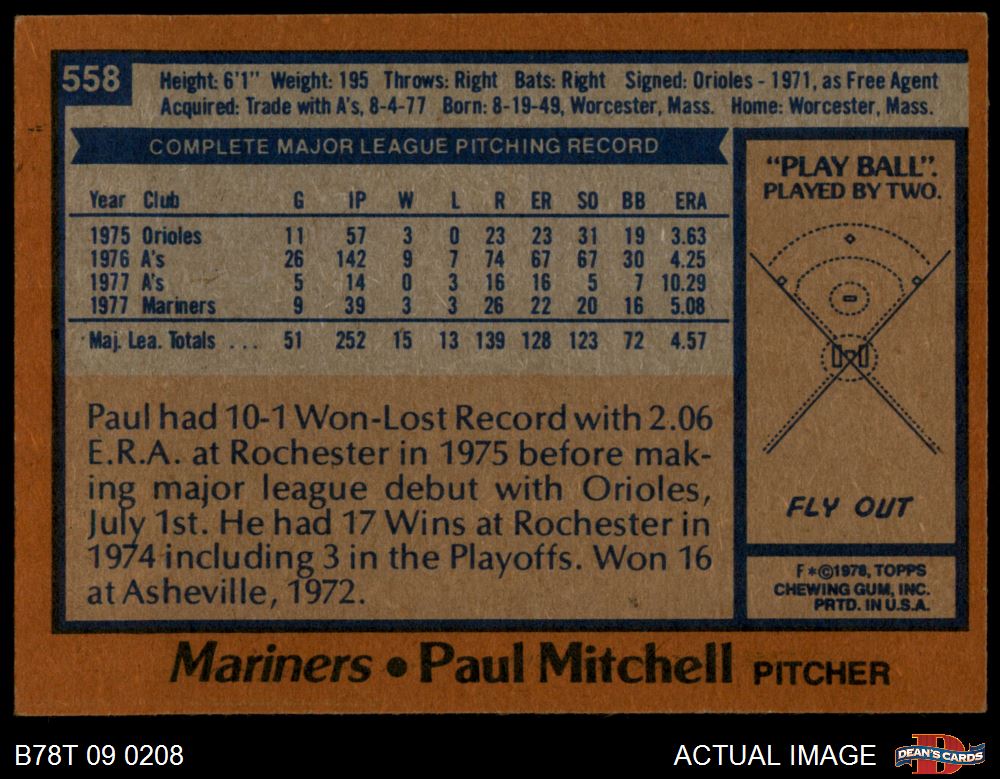 558
Height: 6'1" Weight: 195 Throws: Right Bats: Right Signed: Orioles - 1971, as Free Agent
Acquired: Trade with A's, 8-4-77 Born: 8-19-49, Worcester, Mass. Home: Worcester, Mass.
COMPLETE MAJOR LEAGUE PITCHING RECORD
Year Club G IP W L R ER SO BB ERA
1975 Orioles 11 57 3 0 23 23 31 19 3.63
1976 A's 26 142 9 7 74 67 67 30 4.25
1977 A's 5 14 0 3 16 16 5 7 10.29
1977 Mariners 9 39 3 3 26 22 20 16 5.08
Maj. Lea. Totals . . . 51 252 15 13 139 128 123 72 4.57
Paul had 10-1 Won-Lost Record with 2.06
E.R.A. at Rochester in 1975 before mak-
ing major league debut with Orioles,
July 1st. He had 17 Wins at Rochester in
1974 including 3 in the Playoffs. Won 16
at Asheville, 1972.
"PLAY BALL".
PLAYED BY TWO.
FLY OUT
F*©1978, TOPPS
CHEWING GUM, INC.
PRTD. IN U.S.A.
Mariners • Paul Mitchell PITCHER
B78T 09 0208
ACTUAL IMAGE
DEAN'S CARDS